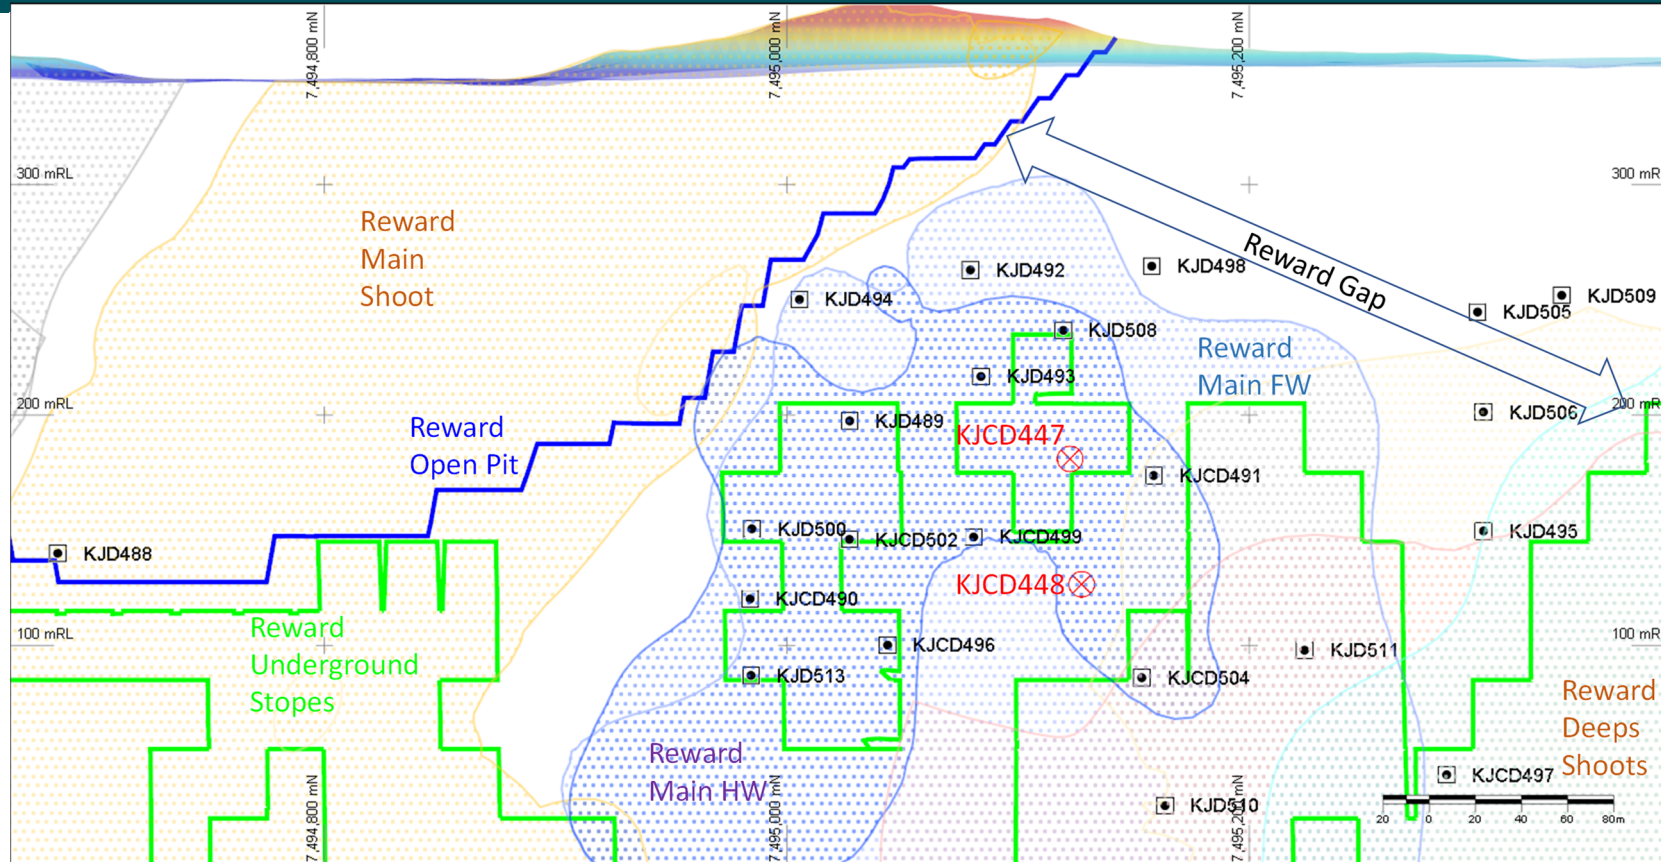 7,494,800 mN
7,495,000 mN
7,495,200 mN
300 mRL
300 mR
Reward
Main
Shoot
KJD492
KJD498
Reward Gap
KJD494
KJD505
KJD509
KJD508
Reward
Main FW
KJD493
200 mRL
200 mR
KJD506
Reward
Open Pit
KJD489
KJCD447
KJCD491
KJD500
KJCD502
KJCD499
KJD495
KJD488
KJCD448
KJCD490
100 mRL
100 mR
Reward
Underground
Stopes
KJCD496
KJD511
KJD513
KJCD504
Reward
Deeps
Shoots
Reward
Main HW
KJCD497
KJD510
7,494,800 mN
7,495,000 mN
7,495,200 mN
20 0 20 40 60 80m